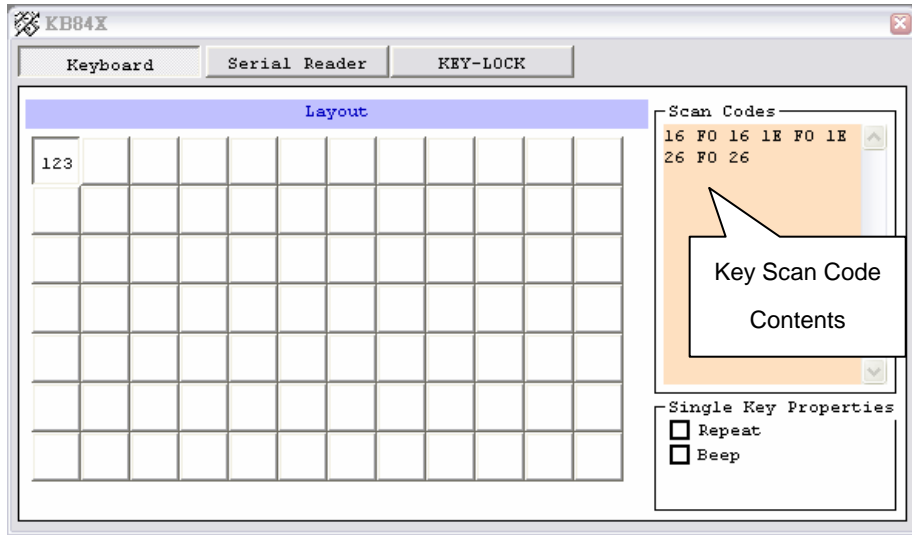 KB84X
Keyboard Serial Reader KEY-LOCK
Layout
123
Scan Codes
16 F0 16 1E F0 1E
26 F0 26
Key Scan Code
Contents
Single Key Properties
Repeat
Beep